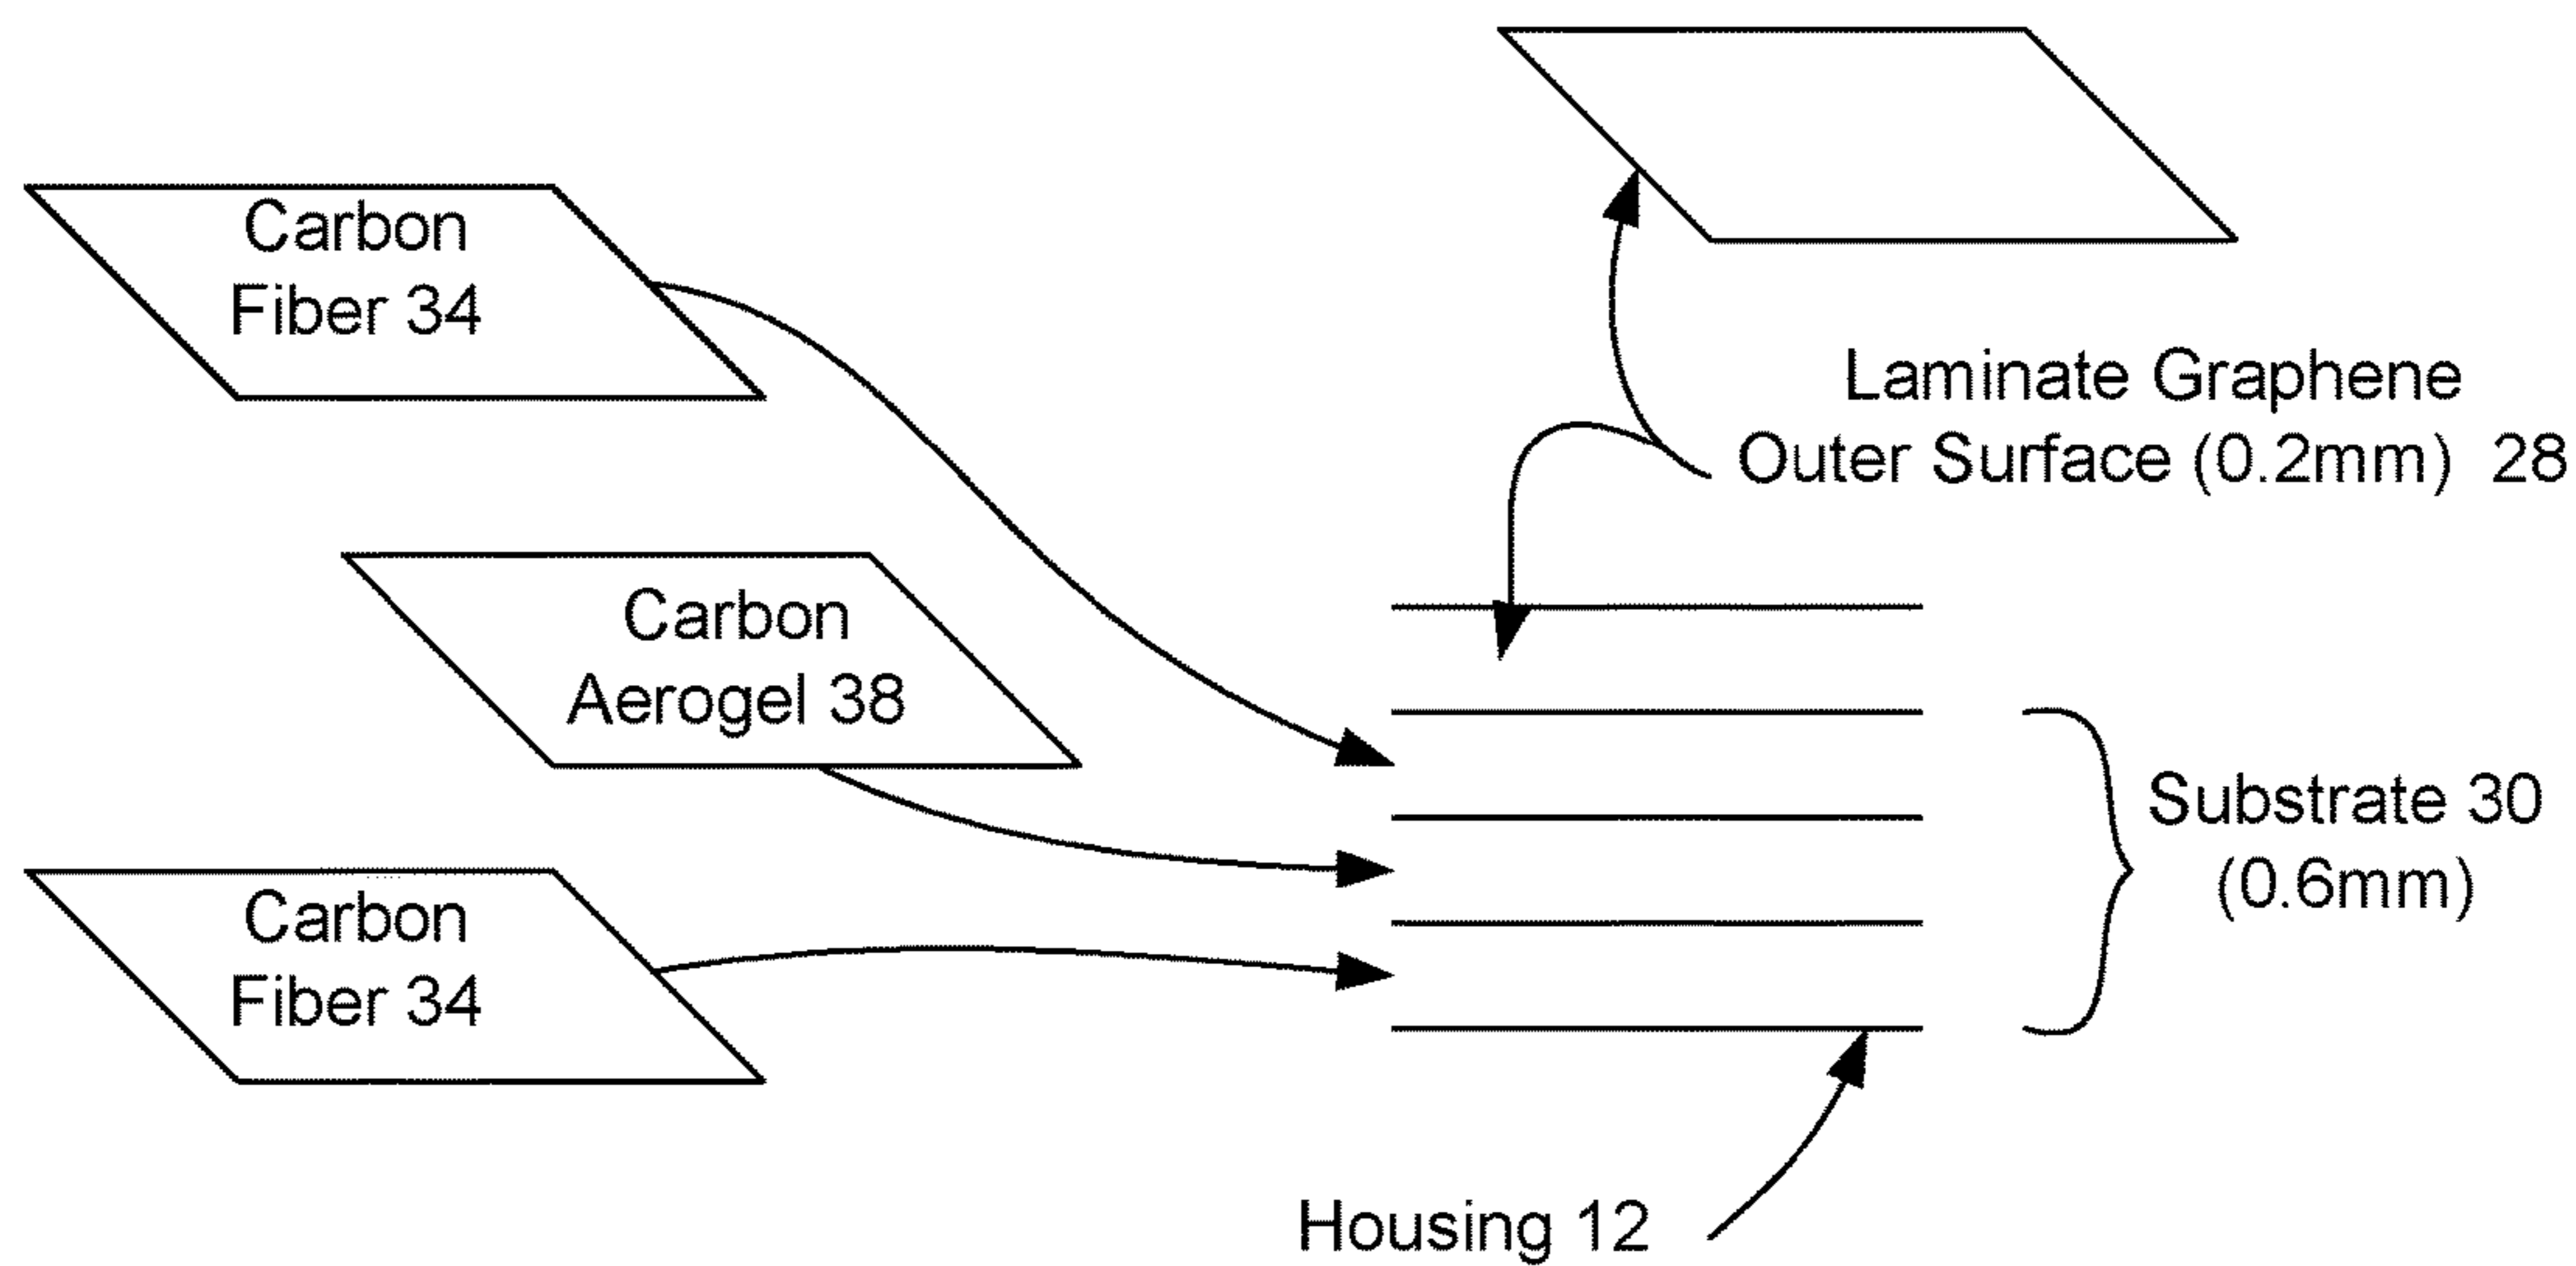 Carbon
Fiber 34
Laminate Graphene
Outer Surface (0.2mm) 28
Carbon
Aerogel 38
Substrate 30
(0.6mm)
Carbon
Fiber 34
Housing 12